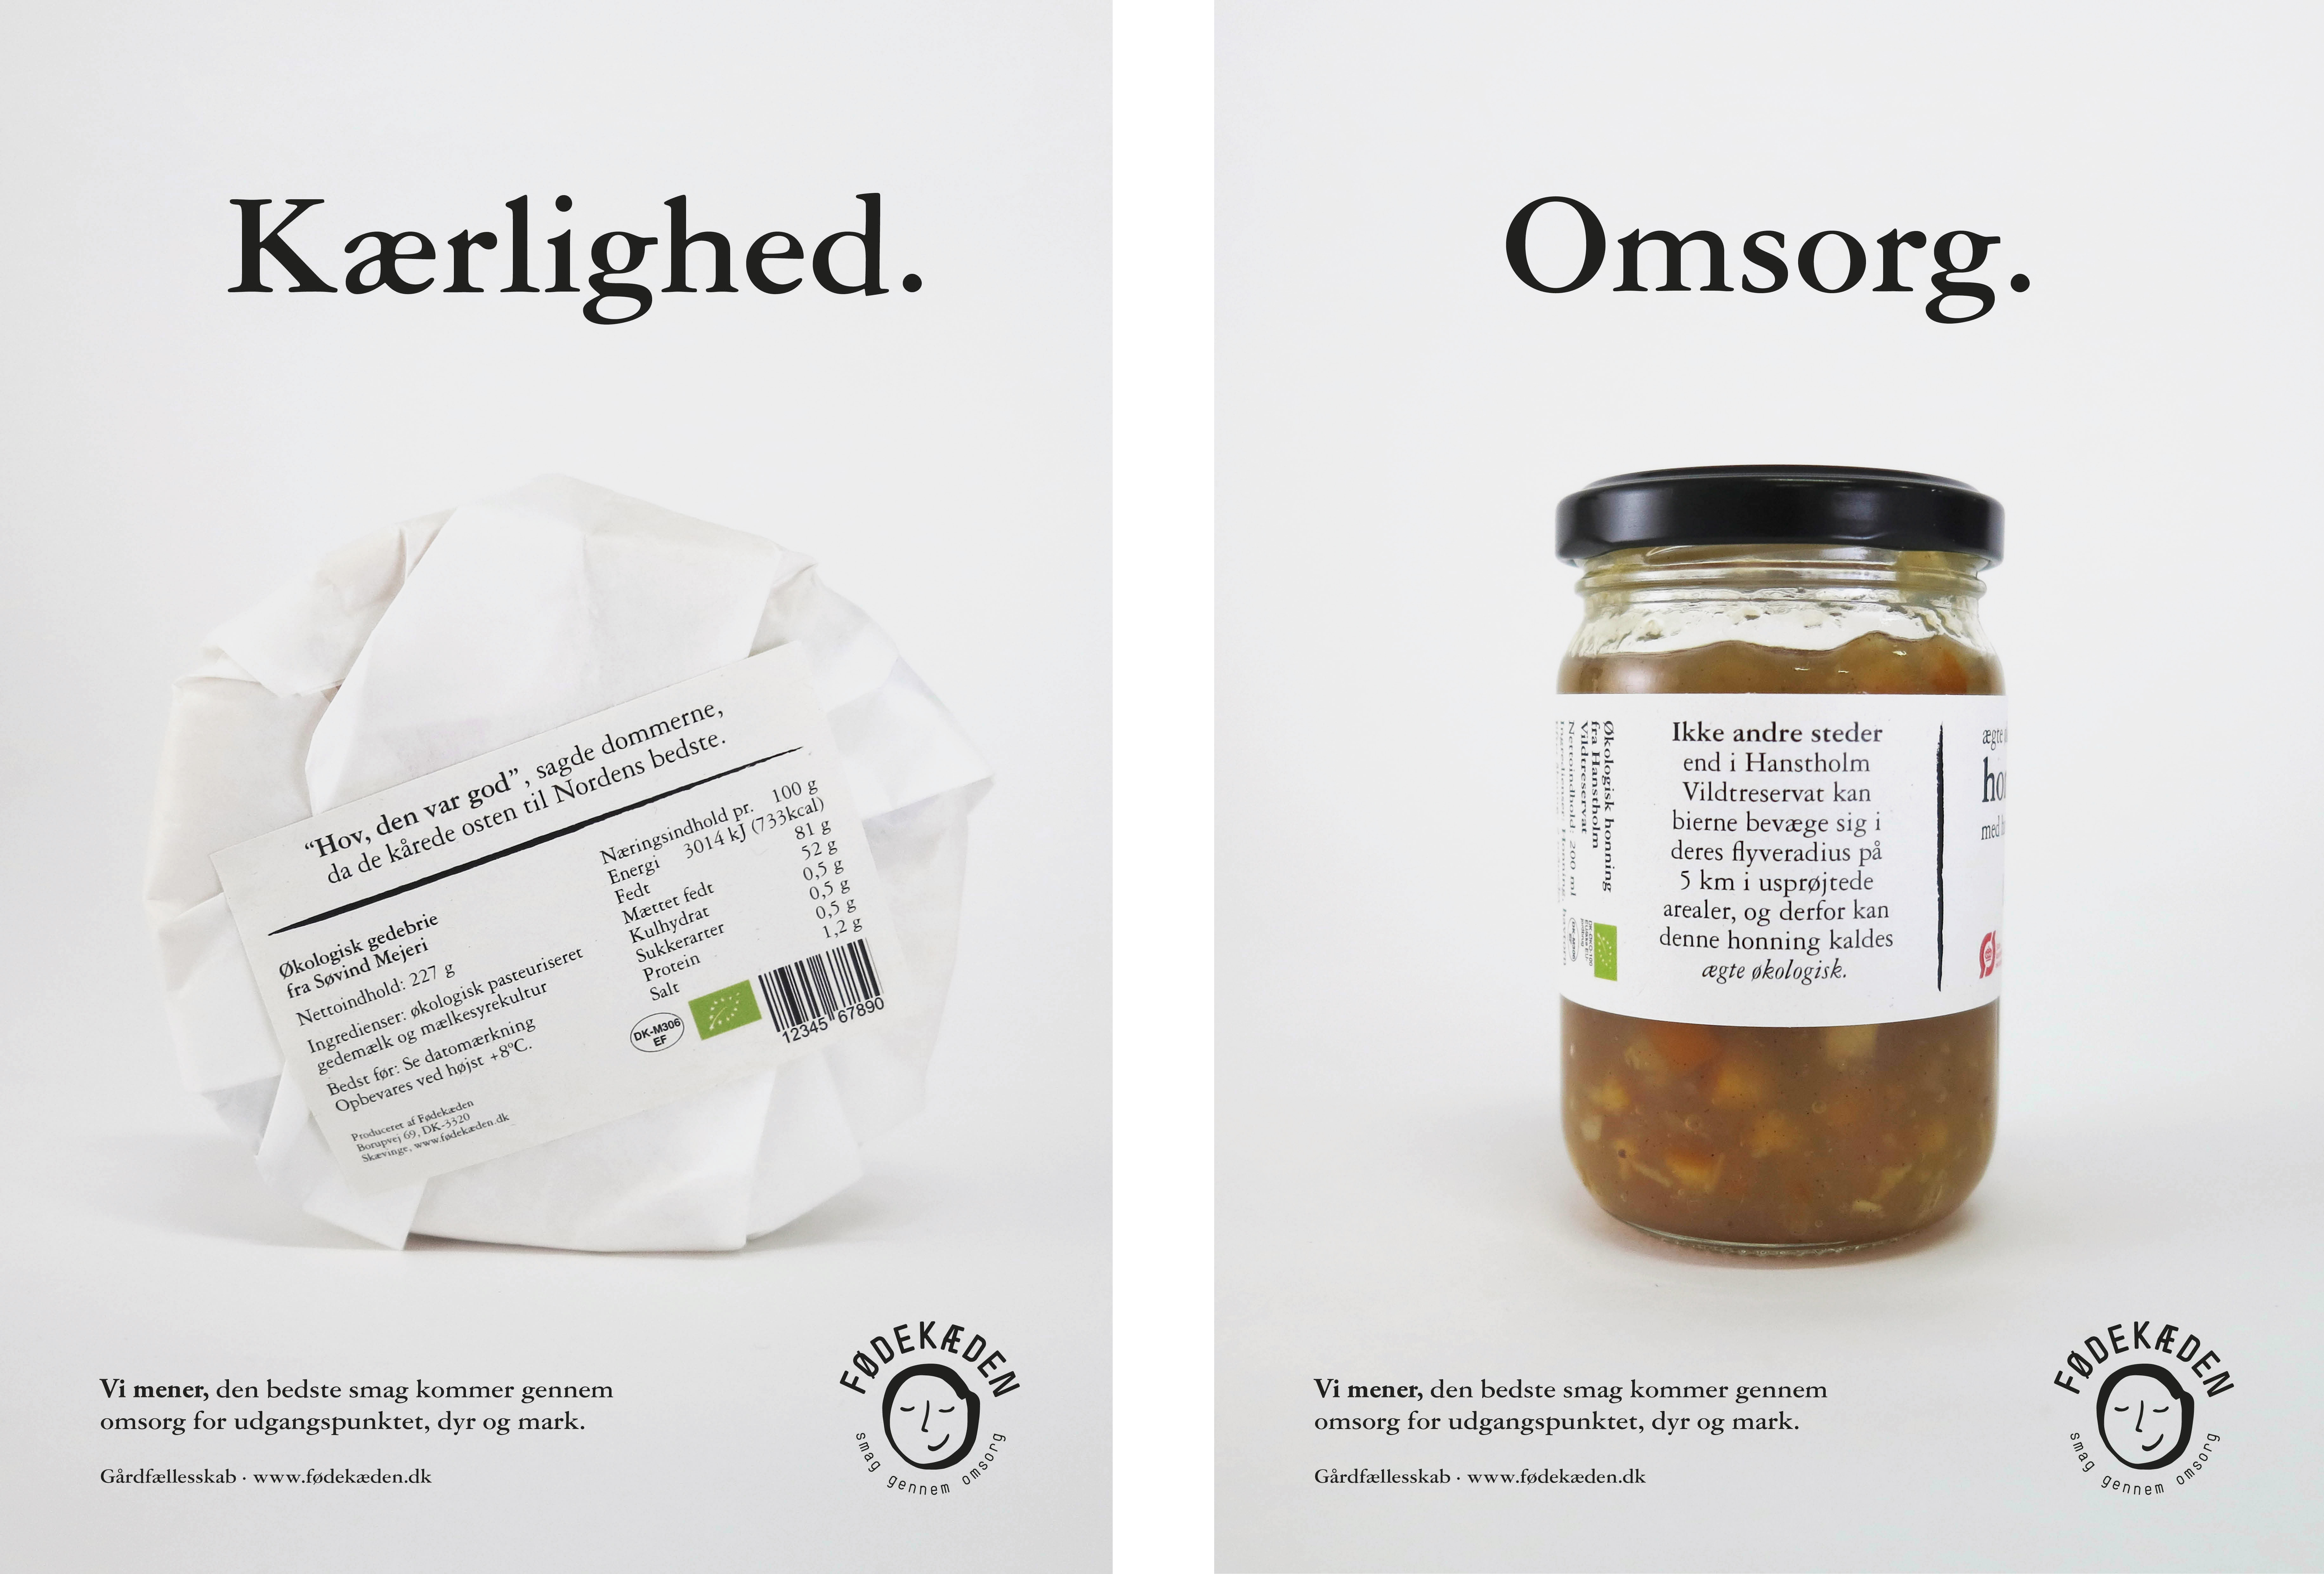 Kærlighed.
“Hov, den var god”, sagde dommerne,
da de kårede osten til Nordens bedste.
Økologisk gedebrie
fra Søvind Mejeri
Nettoindhold: 227 g
Ingredienser: økologisk pasteuriseret
gedemælk og mælkesyrekultur
Bedst før: Se datomærkning
Opbevares ved højst +8°C.
Produceret af Fødekæden
Borupvej 69, DK-3320
Skævinge, www.fødekæden.dk
Næringsindhold pr. 100 g
Energi 3014 kJ (733kcal)
Fedt 81 g
Mættet fedt 52 g
Kulhydrat 0,5 g
Sukkerarter 0,5 g
Protein 0,5 g
Salt 1,2 g
DK-M306
EF
12345 67890
Vi mener, den bedste smag kommer gennem
omsorg for udgangspunktet, dyr og mark.
Gårdfællesskab · www.fødekæden.dk
FØDEKÆDEN
smag gennem omsorg
Omsorg.
Økologisk honning
fra Hanstholm
Vildtreservat
Nettoindhold: 200 ml
Ikke andre steder
end i Hanstholm
Vildtreservat kan
bierne bevæge sig i
deres flyveradius på
5 km i usprøjtede
arealer, og derfor kan
denne honning kaldes
ægte økologisk.
ægte
med
Ø
Vi mener, den bedste smag kommer gennem
omsorg for udgangspunktet, dyr og mark.
Gårdfællesskab · www.fødekæden.dk
FØDEKÆDEN
smag gennem omsorg